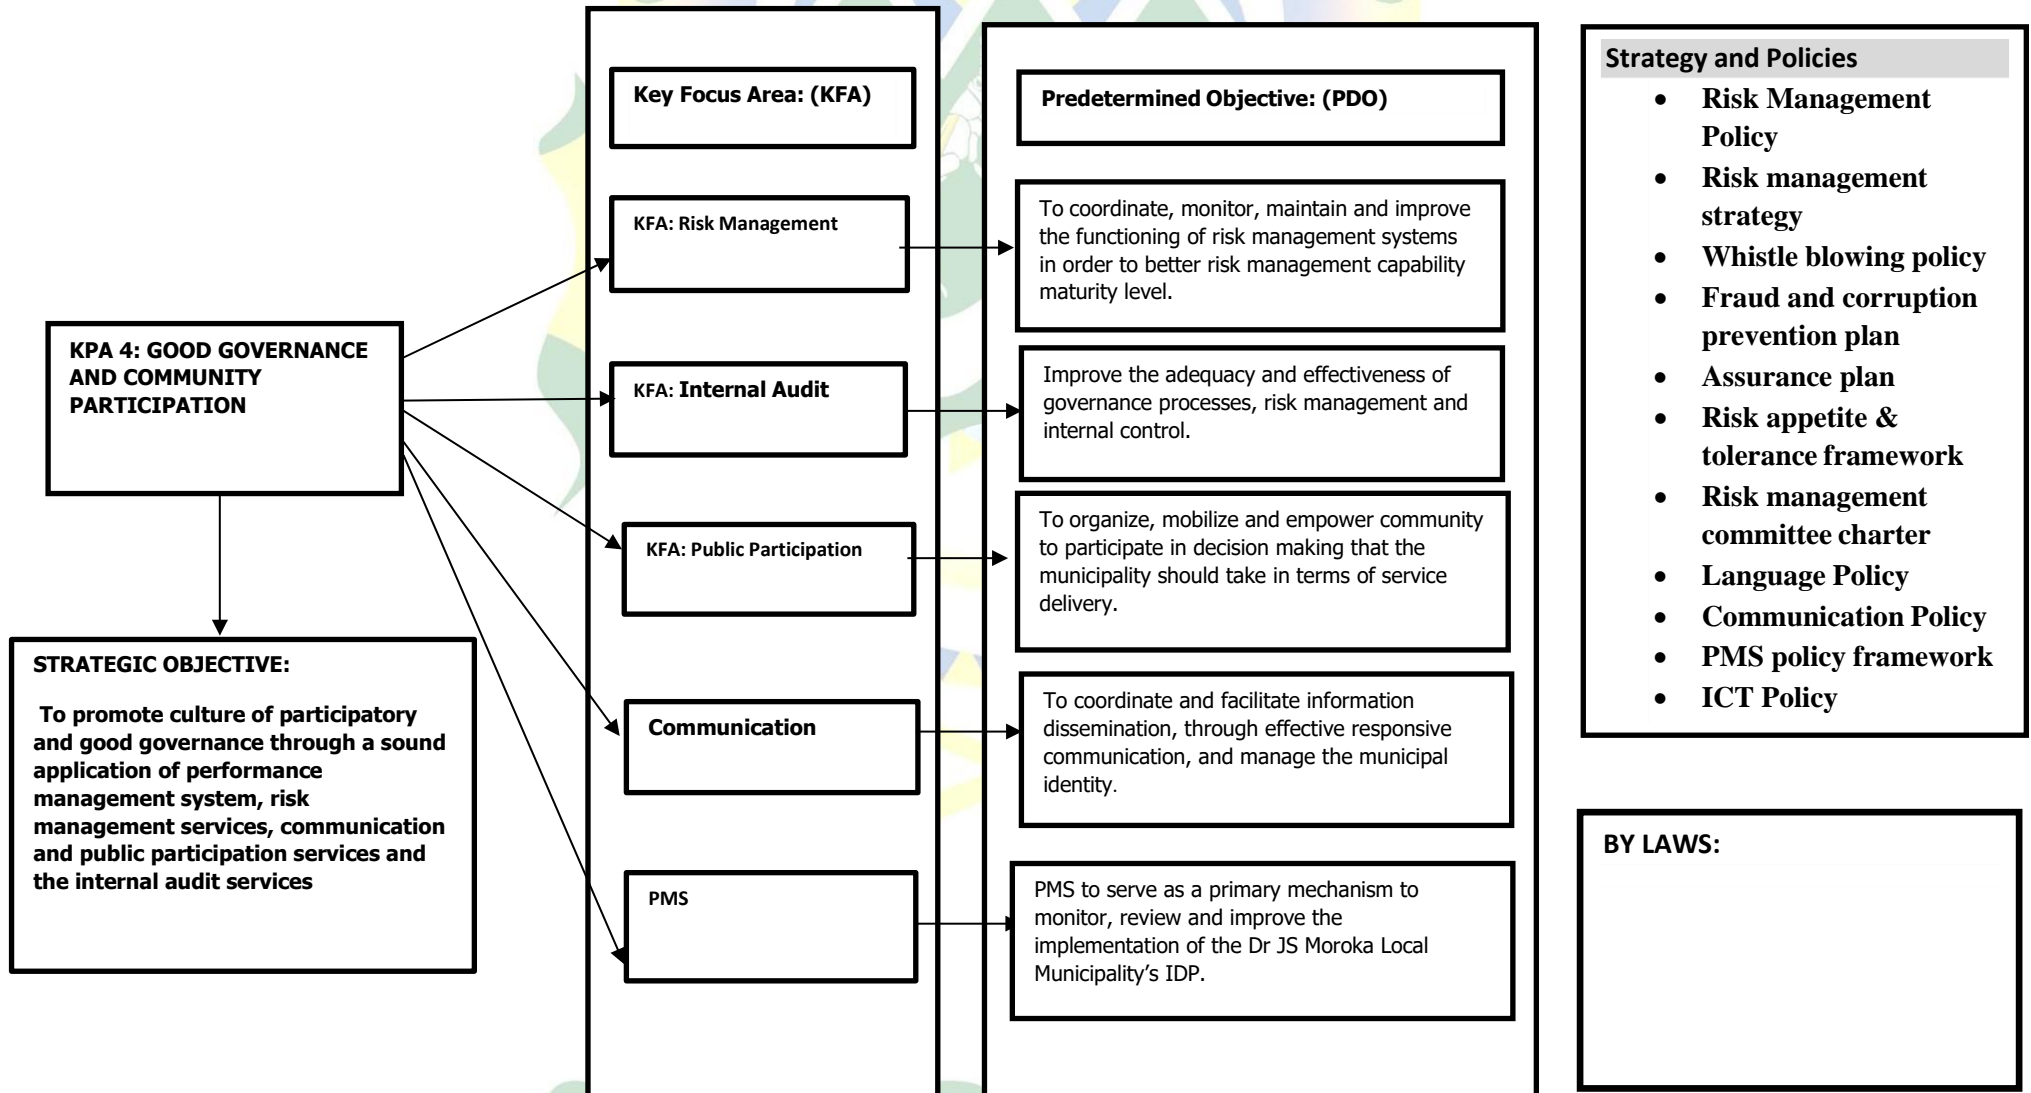 KPA 4: GOOD GOVERNANCE
AND COMMUNITY
PARTICIPATION
STRATEGIC OBJECTIVE:
To promote culture of participatory
and good governance through a sound
application of performance
management system, risk
management services, communication
and public participation services and
the internal audit services
Key Focus Area: (KFA)
KFA: Risk Management
KFA: Internal Audit
KFA: Public Participation
Communication
PMS
Predetermined Objective: (PDO)
To coordinate, monitor, maintain and improve
the functioning of risk management systems
in order to better risk management capability
maturity level.
Improve the adequacy and effectiveness of
governance processes, risk management and
internal control.
To organize, mobilize and empower community
to participate in decision making that the
municipality should take in terms of service
delivery.
To coordinate and facilitate information
dissemination, through effective responsive
communication, and manage the municipal
identity.
PMS to serve as a primary mechanism to
monitor, review and improve the
implementation of the Dr JS Moroka Local
Municipality’s IDP.
Strategy and Policies
• Risk Management
Policy
• Risk management
strategy
• Whistle blowing policy
• Fraud and corruption
prevention plan
• Assurance plan
• Risk appetite &
tolerance framework
• Risk management
committee charter
• Language Policy
• Communication Policy
• PMS policy framework
• ICT Policy
BY LAWS: